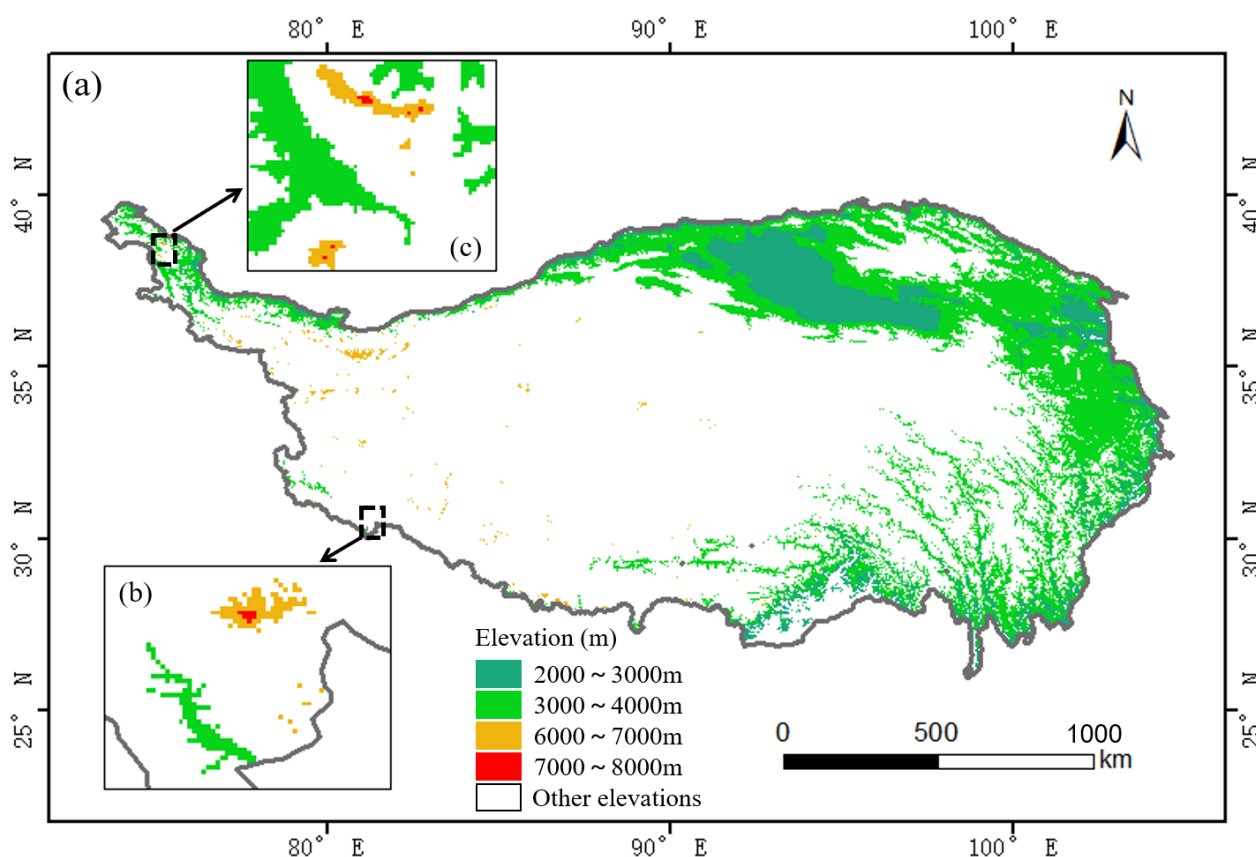 80° E 90° E 100° E
(a)
N
(c)
40° N
40° N
35° N
35° N
30° N
30° N
25° N
25° N
(b)
Elevation (m)
2000 ~ 3000m
3000 ~ 4000m
6000 ~ 7000m
7000 ~ 8000m
Other elevations
0 500 1000
km
80° E 90° E 100° E